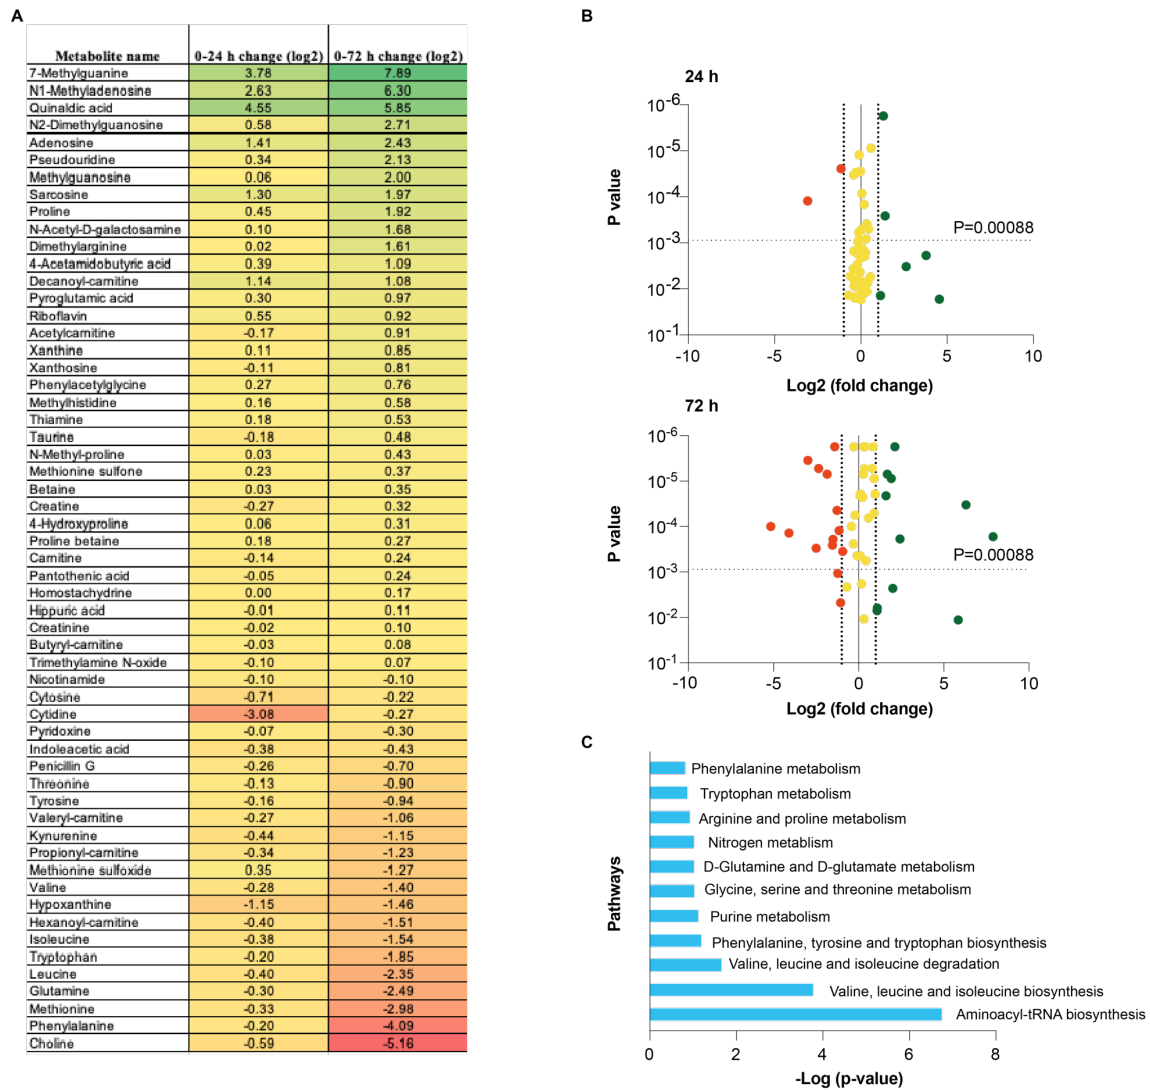 A
Metabolite name 0-24 h change (log2) 0-72 h change (log2)
7-Methylguanine 3.78 7.89
N1-Methyladenosine 2.63 6.30
Quinaldic acid 4.55 5.85
N2-Dimethylguanosine 0.58 2.71
Adenosine 1.41 2.43
Pseudouridine 0.34 2.13
Methylguanosine 0.06 2.00
Sarcosine 1.30 1.97
Proline 0.45 1.92
N-Acetyl-D-galactosamine 0.10 1.68
Dimethylarginine 0.02 1.61
4-Acetamidobutyric acid 0.39 1.09
Decanoyl-carnitine 1.14 1.08
Pyroglutamic acid 0.30 0.97
Riboflavin 0.55 0.92
Acetylcarnitine -0.17 0.91
Xanthine 0.11 0.85
Xanthosine -0.11 0.81
Phenylacetylglycine 0.27 0.76
Methylhistidine 0.16 0.58
Thiamine 0.18 0.53
Taurine -0.18 0.48
N-Methyl-proline 0.03 0.43
Methionine sulfone 0.23 0.37
Betaine 0.03 0.35
Creatine -0.27 0.32
4-Hydroxyproline 0.06 0.31
Proline betaine 0.18 0.27
Carnitine -0.14 0.24
Pantothenic acid -0.05 0.24
Homostachydrine 0.00 0.17
Hippuric acid -0.01 0.11
Creatinine -0.02 0.10
Butyryl-carnitine -0.03 0.08
Trimethylamine N-oxide -0.10 0.07
Nicotinamide -0.10 -0.10
Cytosine -0.71 -0.22
Cytidine -3.08 -0.27
Pyridoxine -0.07 -0.30
Indoleacetic acid -0.38 -0.43
Penicillin G -0.26 -0.70
Threonine -0.13 -0.90
Tyrosine -0.16 -0.94
Valeryl-carnitine -0.27 -1.06
Kynurenine -0.44 -1.15
Propionyl-carnitine -0.34 -1.23
Methionine sulfoxide 0.35 -1.27
Valine -0.28 -1.40
Hypoxanthine -1.15 -1.46
Hexanoyl-carnitine -0.40 -1.51
Isoleucine -0.38 -1.54
Tryptophan -0.20 -1.85
Leucine -0.40 -2.35
Glutamine -0.30 -2.49
Methionine -0.33 -2.98
Phenylalanine -0.20 -4.09
Choline -0.59 -5.16
B
24 h
P value
10-6
10-5
10-4
10-3
10-2
10-1
P=0.00088
-10 -5 0 5 10
Log2 (fold change)
72 h
P value
10-6
10-5
10-4
10-3
10-2
10-1
P=0.00088
-10 -5 0 5 10
Log2 (fold change)
C
Pathways
Phenylalanine metabolism
Tryptophan metabolism
Arginine and proline metabolism
Nitrogen metablism
D-Glutamine and D-glutamate metabolism
Glycine, serine and threonine metabolism
Purine metabolism
Phenylalanine, tyrosine and tryptophan biosynthesis
Valine, leucine and isoleucine degradation
Valine, leucine and isoleucine biosynthesis
Aminoacyl-tRNA biosynthesis
0 2 4 6 8
-Log (p-value)